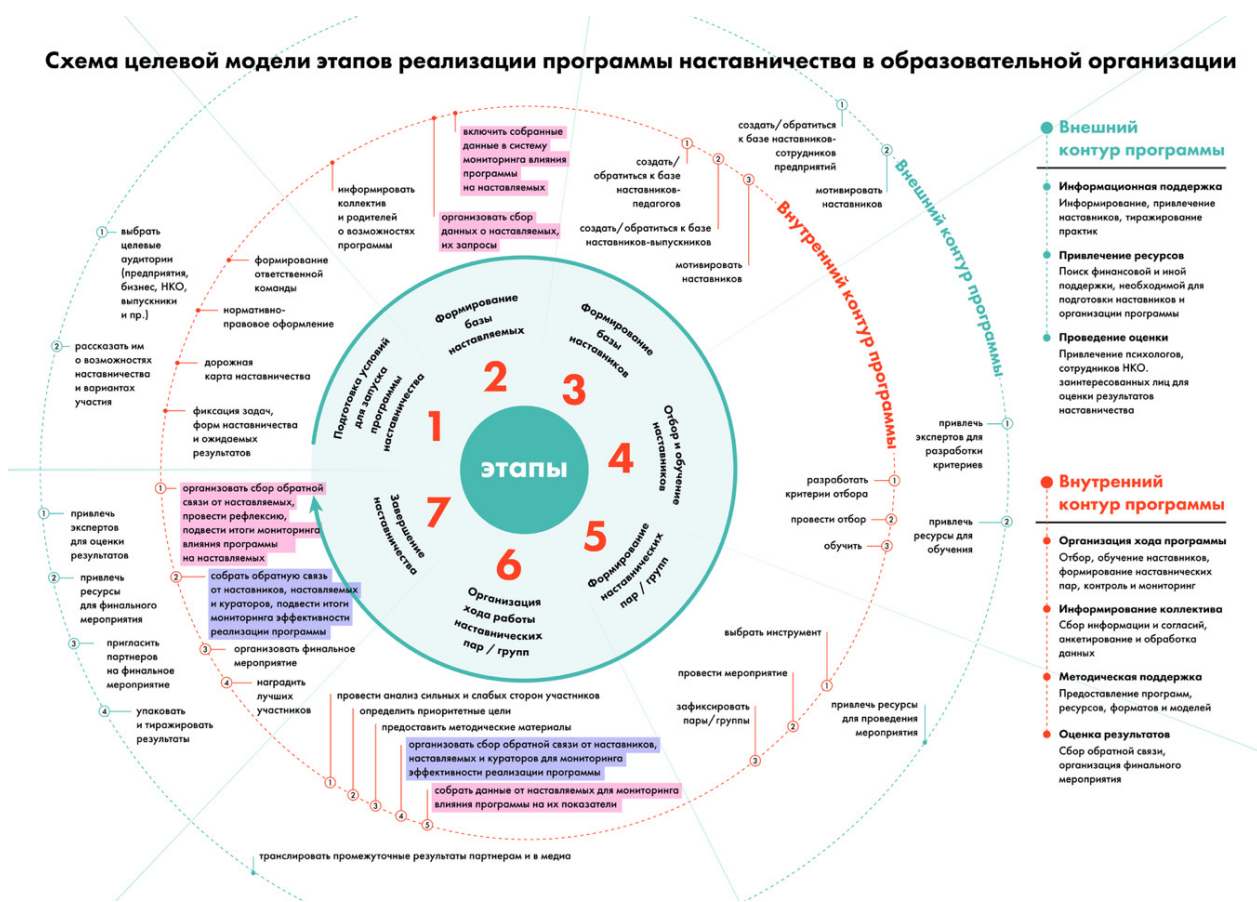 Схема целевой модели этапов реализации программы наставничества в образовательной организации
1
выбрать
целевые
аудитории
(предприятия,
бизнес, НКО,
выпускники
и пр.)
2
рассказать им
о возможностях
наставничества
и вариантах
участия
информировать
коллектив
и родителей
о возможностях
программы
формирование
ответственной
команды
нормативно-
правовое оформление
дорожная
карта наставничества
фиксация задач,
форм наставничества
и ожидаемых
результатов
включить собранные
данные в систему
мониторинга влияния
программы
на наставляемых
организовать сбор
данных о наставляемых,
их запросы
1
создать/
обратиться к базе
наставников-
педагогов
2
создать/обратиться к базе
наставников-выпускников
3
мотивировать
наставников
1
создать/обратиться
к базе наставников-
сотрудников
предприятий
2
мотивировать
наставников
Внешний контур программы
Внутренний контур программы
этапы
1
Подготовка условий
для запуска
программы
наставничества
2
Формирование
базы
наставляемых
3
Формирование
базы
наставников
4
Отбор и обучение
наставников
5
Формирование
наставнических
пар / групп
6
Организация
хода работы
наставнических
пар / групп
7
Завершение
наставничества
привлечь
экспертов для
разработки
критериев
1
привлечь
ресурсы для
обучения
2
разработать
критерии отбора
1
провести отбор
2
обучить
3
выбрать инструмент
1
провести мероприятие
2
зафиксировать
пары/группы
3
привлечь ресурсы
для проведения
мероприятия
1
организовать сбор обратной
связи от наставляемых,
провести рефлексию,
подвести итоги мониторинга
влияния программы
на наставляемых
2
собрать обратную связь
от наставников, наставляемых
и кураторов, подвести итоги
мониторинга эффективности
реализации программы
3
организовать финальное
мероприятие
4
наградить
лучших
участников
1
привлечь
экспертов
для оценки
результатов
2
привлечь
ресурсы
для финального
мероприятия
3
пригласить
партнеров
на финальное
мероприятие
4
упаковать
и тиражировать
результаты
провести анализ сильных и слабых сторон участников
определить приоритетные цели
предоставить методические материалы
организовать сбор обратной связи от наставников,
наставляемых и кураторов для мониторинга
эффективности реализации программы
собрать данные от наставляемых для мониторинга
влияния программы на их показатели
1
2
3
4
5
транслировать промежуточные результаты партнерам и в медиа
Внешний
контур программы
Информационная поддержка
Информирование, привлечение
наставников, тиражирование
практик
Привлечение ресурсов
Поиск финансовой и иной
поддержки, необходимой для
подготовки наставников и
организации программы
Проведение оценки
Привлечение психологов,
сотрудников НКО.
заинтересованных лиц для
оценки результатов
наставничества
Внутренний
контур программы
Организация хода программы
Отбор, обучение наставников,
формирование наставнических
пар, контроль и мониторинг
Информирование коллектива
Сбор информации и согласий,
анкетирование и обработка
данных
Методическая поддержка
Предоставление программ,
ресурсов, форматов и моделей
Оценка результатов
Сбор обратной связи,
организация финального
мероприятия